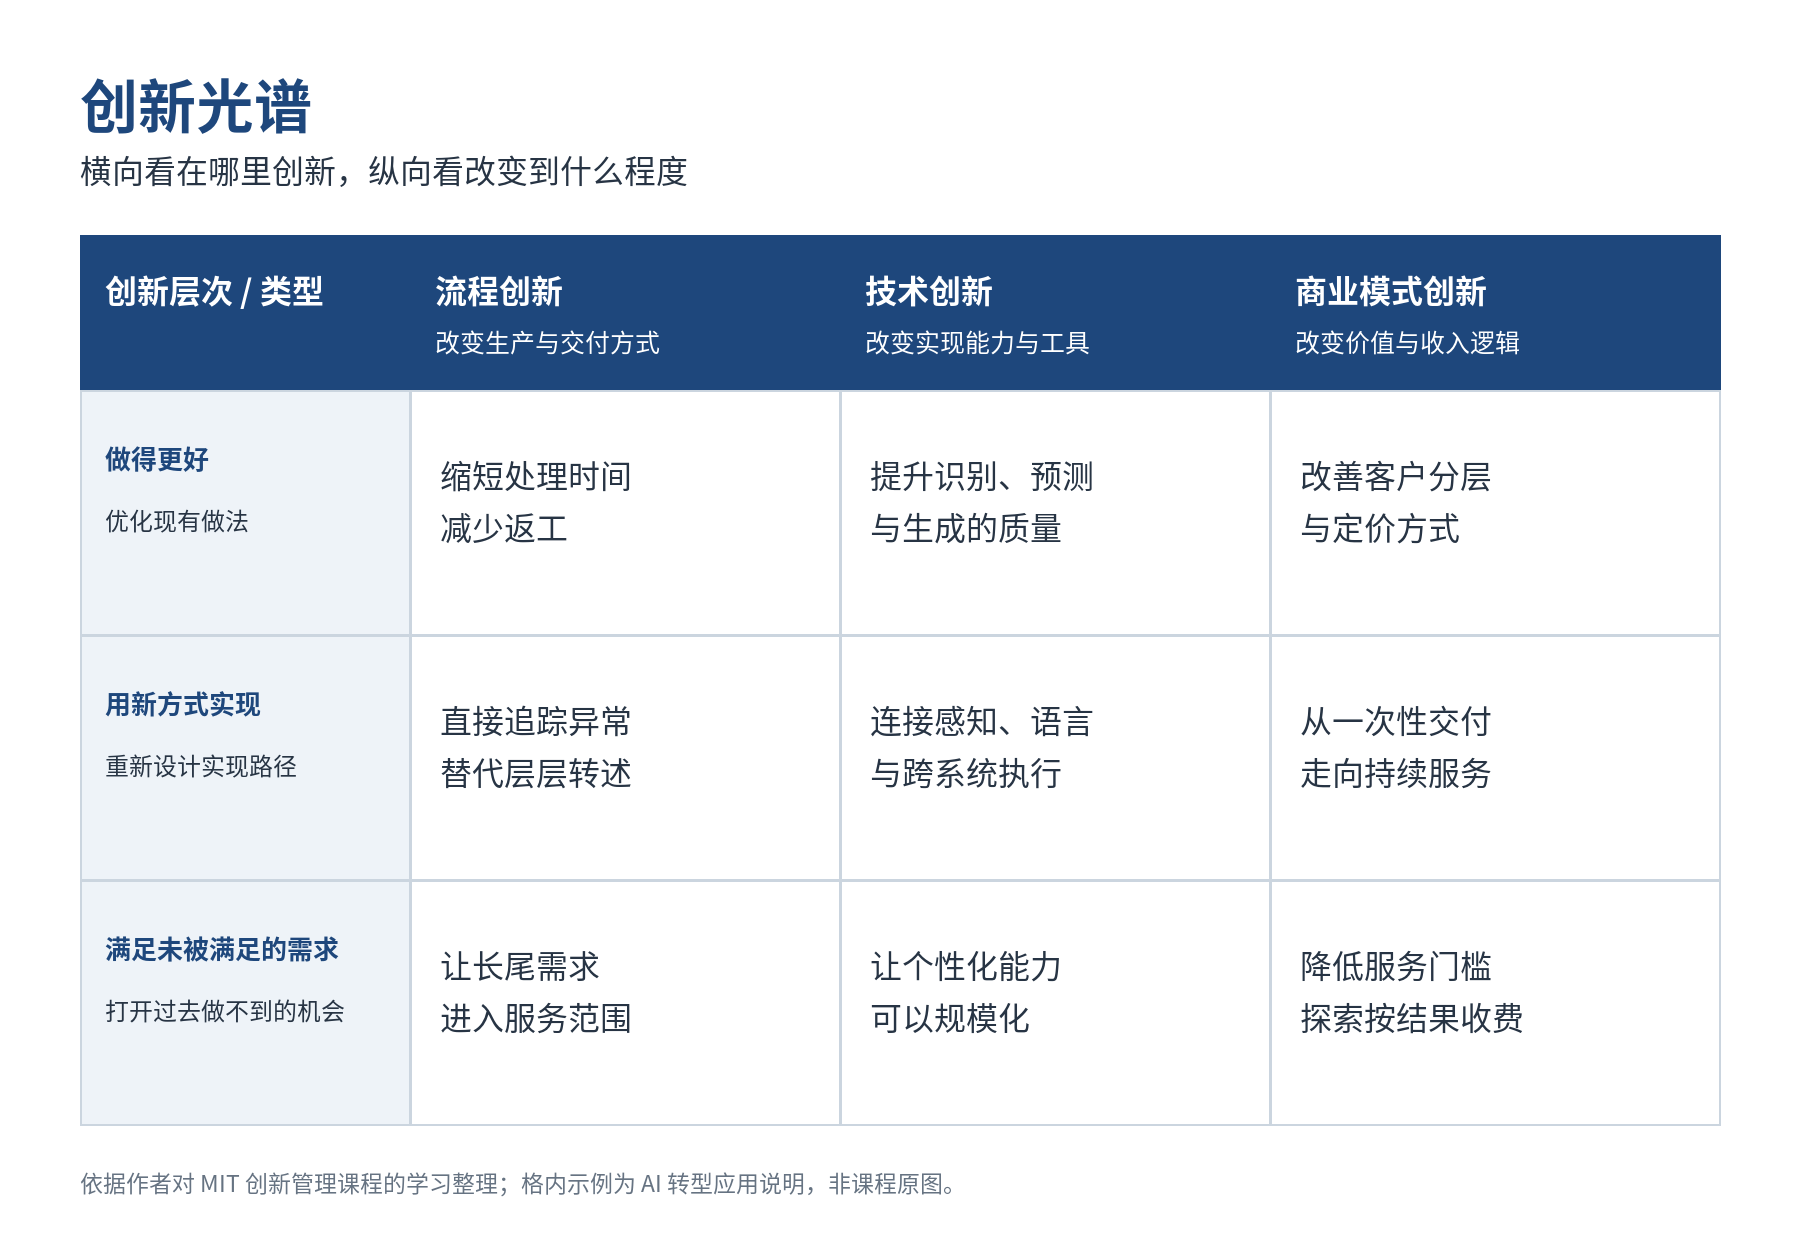 创新光谱
横向看在哪里创新，纵向看改变到什么程度
创新层次 / 类型
流程创新
改变生产与交付方式
技术创新
改变实现能力与工具
商业模式创新
改变价值与收入逻辑
做得更好
优化现有做法
缩短处理时间
减少返工
提升识别、预测
与生成的质量
改善客户分层
与定价方式
用新方式实现
重新设计实现路径
直接追踪异常
替代层层转述
连接感知、语言
与跨系统执行
从一次性交付
走向持续服务
满足未被满足的需求
打开过去做不到的机会
让长尾需求
进入服务范围
让个性化能力
可以规模化
降低服务门槛
探索按结果收费
依据作者对 MIT 创新管理课程的学习整理；格内示例为 AI 转型应用说明，非课程原图。